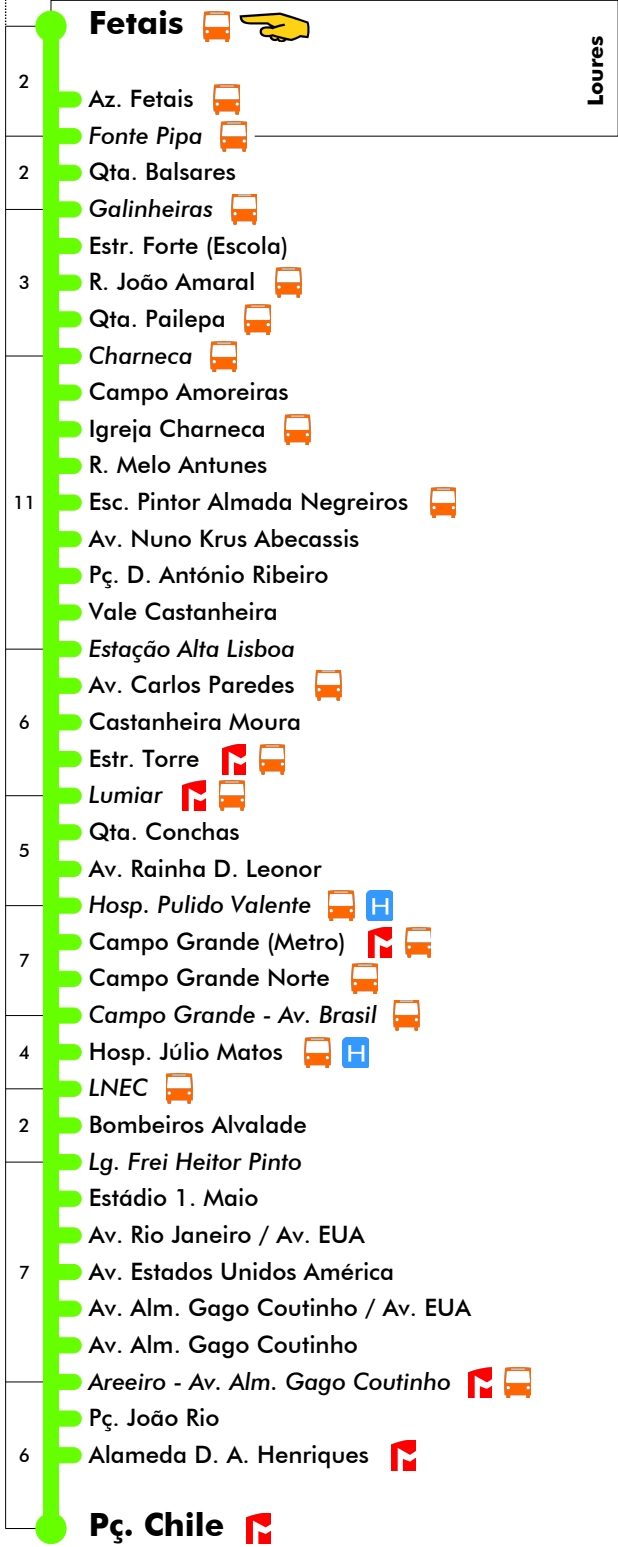 Fetais
Loures
2
Az. Fetais
Fonte Pipa
2
Qta. Balsares
Galinheiras
Estr. Forte (Escola)
3
R. João Amaral
Qta. Pailepa
Charneca
Campo Amoreiras
Igreja Charneca
R. Melo Antunes
11
Esc. Pintor Almada Negreiros
Av. Nuno Krus Abecassis
Pç. D. António Ribeiro
Vale Castanheira
Estação Alta Lisboa
Av. Carlos Paredes
6
Castanheira Moura
Estr. Torre
Lumiar
Qta. Conchas
5
Av. Rainha D. Leonor
Hosp. Pulido Valente H
Campo Grande (Metro)
7
Campo Grande Norte
Campo Grande - Av. Brasil
4
Hosp. Júlio Matos H
LNEC
2
Bombeiros Alvalade
Lg. Frei Heitor Pinto
Estádio 1. Maio
Av. Rio Janeiro / Av. EUA
7
Av. Estados Unidos América
Av. Alm. Gago Coutinho / Av. EUA
Av. Alm. Gago Coutinho
Areeiro - Av. Alm. Gago Coutinho
Pç. João Rio
6
Alameda D. A. Henriques
Pç. Chile